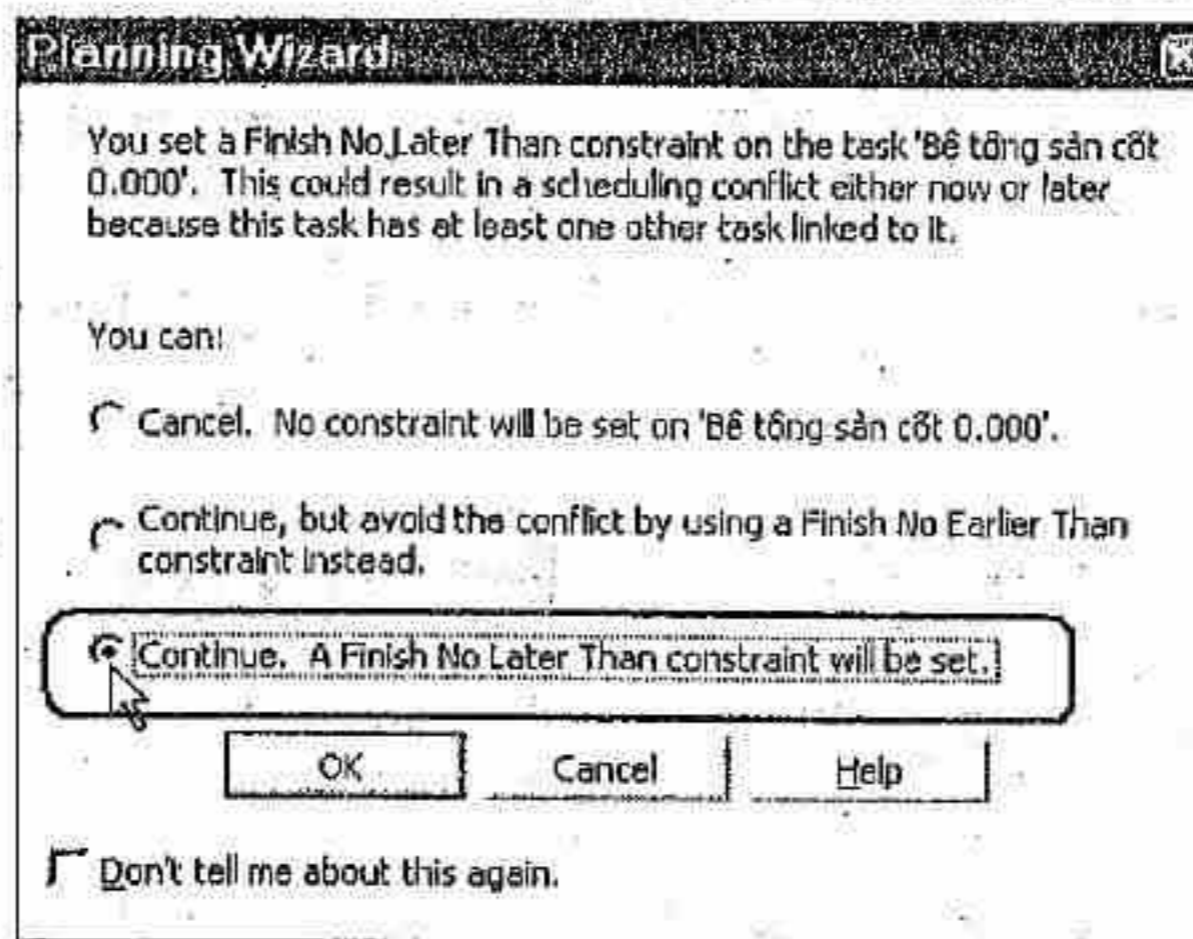 Planning Wizard
You set a Finish No Later Than constraint on the task 'Bê tông sàn cốt
0.000'. This could result in a scheduling conflict either now or later
because this task has at least one other task linked to it.
You can:
Cancel. No constraint will be set on 'Bê tông sàn cốt 0.000'.
Continue, but avoid the conflict by using a Finish No Earlier Than
constraint instead.
Continue. A Finish No Later Than constraint will be set.
OK Cancel Help
Don't tell me about this again.